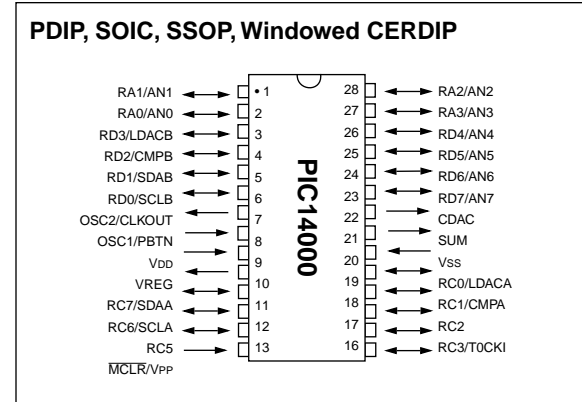 PDIP, SOIC, SSOP, Windowed CERDIP
RA1/AN1 1 28 RA2/AN2
RA0/AN0 2 27 RA3/AN3
RD3/LDACB 3 26 RD4/AN4
RD2/CMPB 4 25 RD5/AN5
RD1/SDAB 5 24 RD6/AN6
RD0/SCLB 6 23 RD7/AN7
OSC2/CLKOUT 7 22 CDAC
OSC1/PBTN 8 21 SUM
VDD 9 20 VSS
VREG 10 19 RC0/LDACA
RC7/SDAA 11 18 RC1/CMPA
RC6/SCLA 12 17 RC2
RC5 13 16 RC3/T0CKI
MCLR/VPP
PIC14000